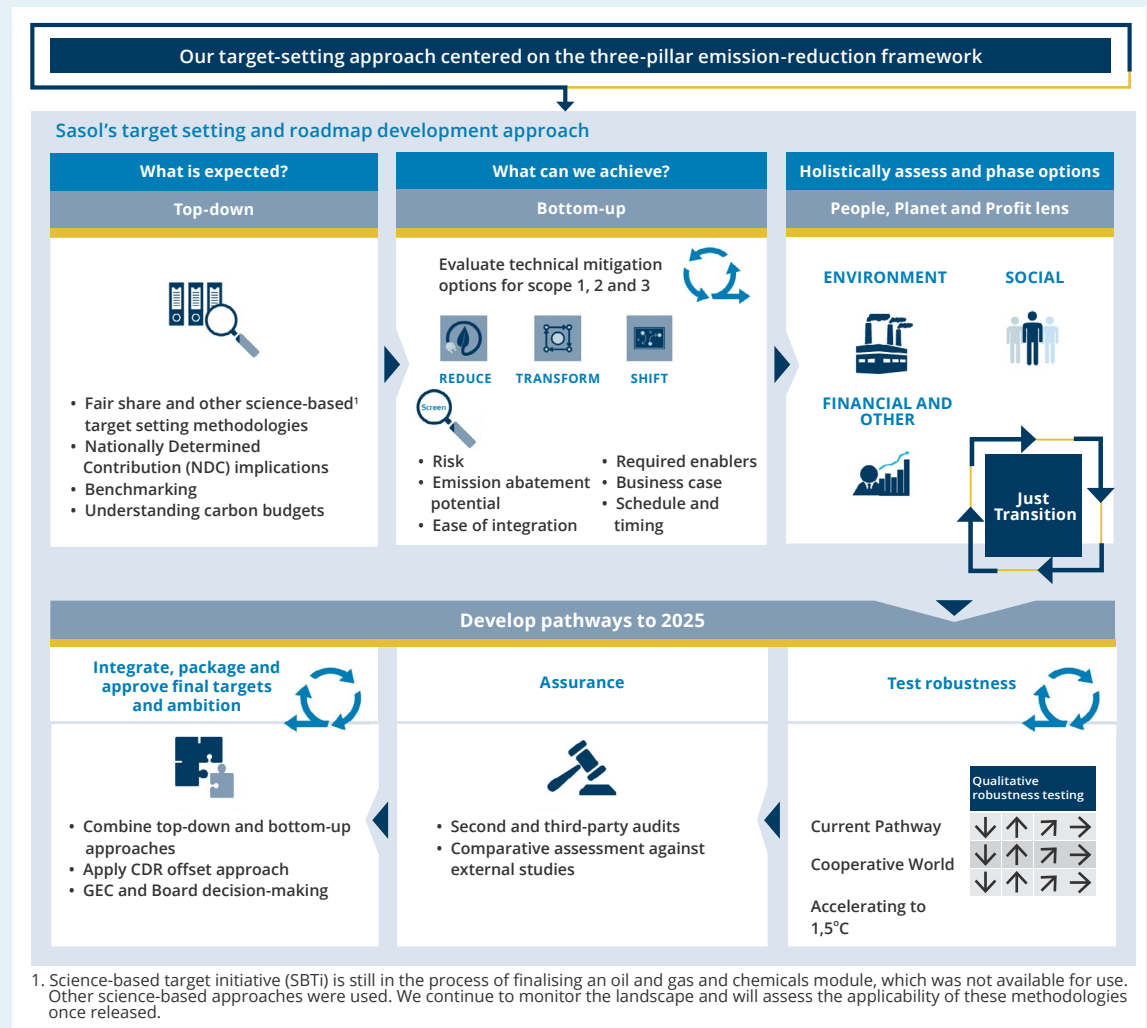 Our target-setting approach centered on the three-pillar emission-reduction framework
Sasol's target setting and roadmap development approach
What is expected?
Top-down
• Fair share and other science-based¹
target setting methodologies
• Nationally Determined
Contribution (NDC) implications
• Benchmarking
• Understanding carbon budgets
What can we achieve?
Bottom-up
Evaluate technical mitigation
options for scope 1, 2 and 3
REDUCE TRANSFORM SHIFT
Screen
• Risk
• Emission abatement
potential
• Ease of integration
• Required enablers
• Business case
• Schedule and
timing
Holistically assess and phase options
People, Planet and Profit lens
ENVIRONMENT
SOCIAL
FINANCIAL AND
OTHER
Just
Transition
Develop pathways to 2025
Integrate, package and
approve final targets
and ambition
• Combine top-down and bottom-up
approaches
• Apply CDR offset approach
• GEC and Board decision-making
Assurance
• Second and third-party audits
• Comparative assessment against
external studies
Test robustness
Qualitative
robustness testing
Current Pathway
Cooperative World
Accelerating to
1,5°C
1. Science-based target initiative (SBTi) is still in the process of finalising an oil and gas and chemicals module, which was not available for use.
Other science-based approaches were used. We continue to monitor the landscape and will assess the applicability of these methodologies
once released.